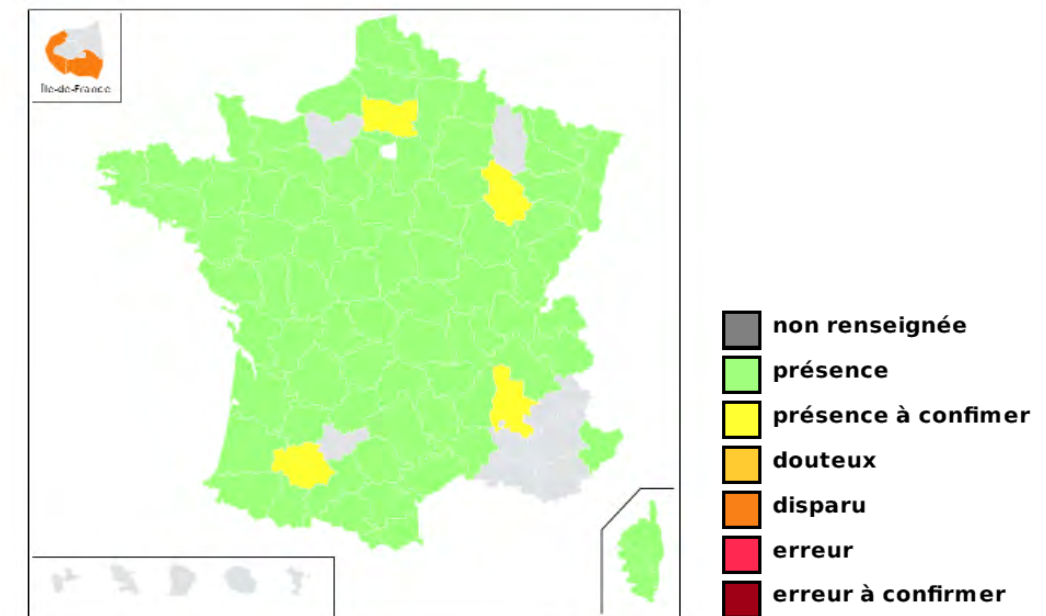 Île-de-France
non renseignée
présence
présence à confimer
douteux
disparu
erreur
erreur à confirmer